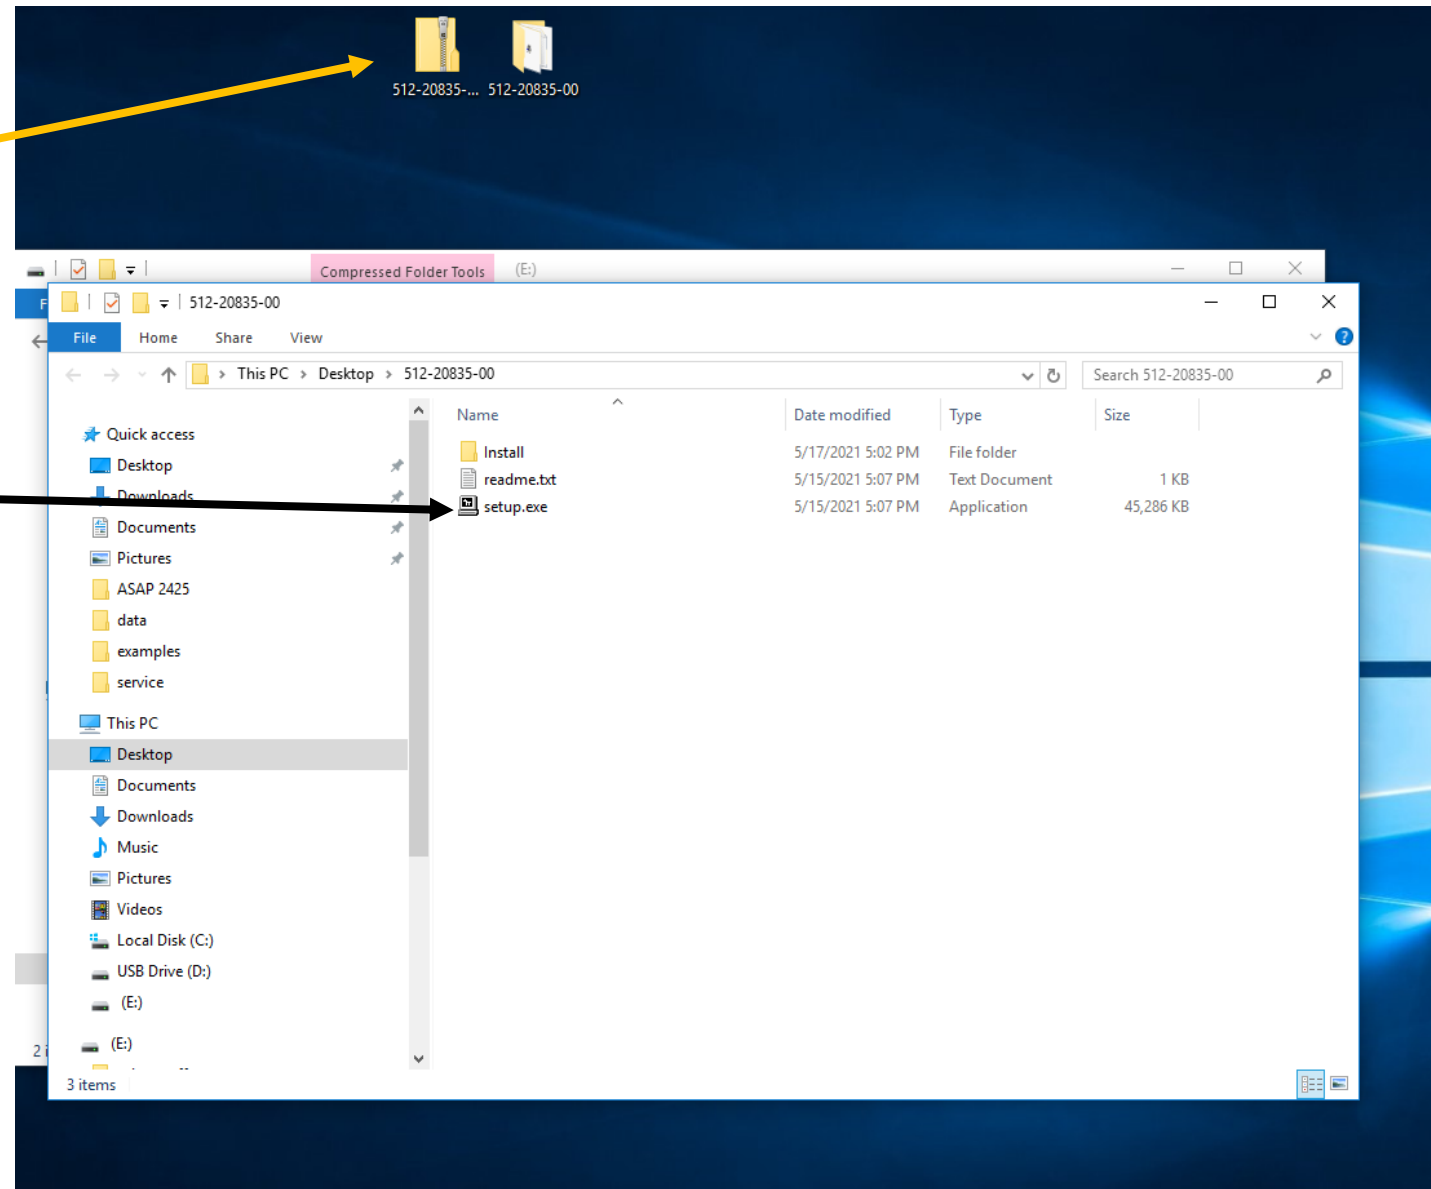 512-20835-... 512-20835-00
Compressed Folder Tools (E:)
F
512-20835-00
File Home Share View
This PC > Desktop > 512-20835-00
Search 512-20835-00
Name Date modified Type Size
Quick access
Desktop
Downloads
Documents
Pictures
ASAP 2425
data
examples
service
This PC
Desktop
Documents
Downloads
Music
Pictures
Videos
Local Disk (C:)
USB Drive (D:)
(E:)
(E:)
Install 5/17/2021 5:02 PM File folder
readme.txt 5/15/2021 5:07 PM Text Document 1 KB
setup.exe 5/15/2021 5:07 PM Application 45,286 KB
2 i
3 items